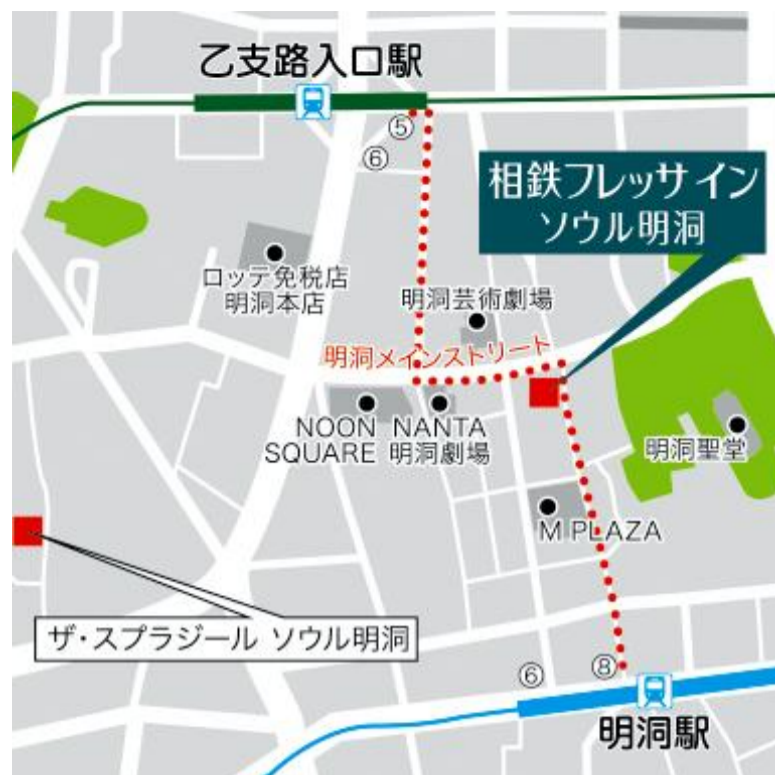 乙支路入口駅
⑤
⑥
相鉄フレッサイン
ソウル明洞
ロッテ免税店
明洞本店
明洞芸術劇場
明洞メインストリート
NOON
SQUARE
NANTA
明洞劇場
明洞聖堂
M PLAZA
ザ・スプラジール ソウル明洞
⑥
⑧
明洞駅